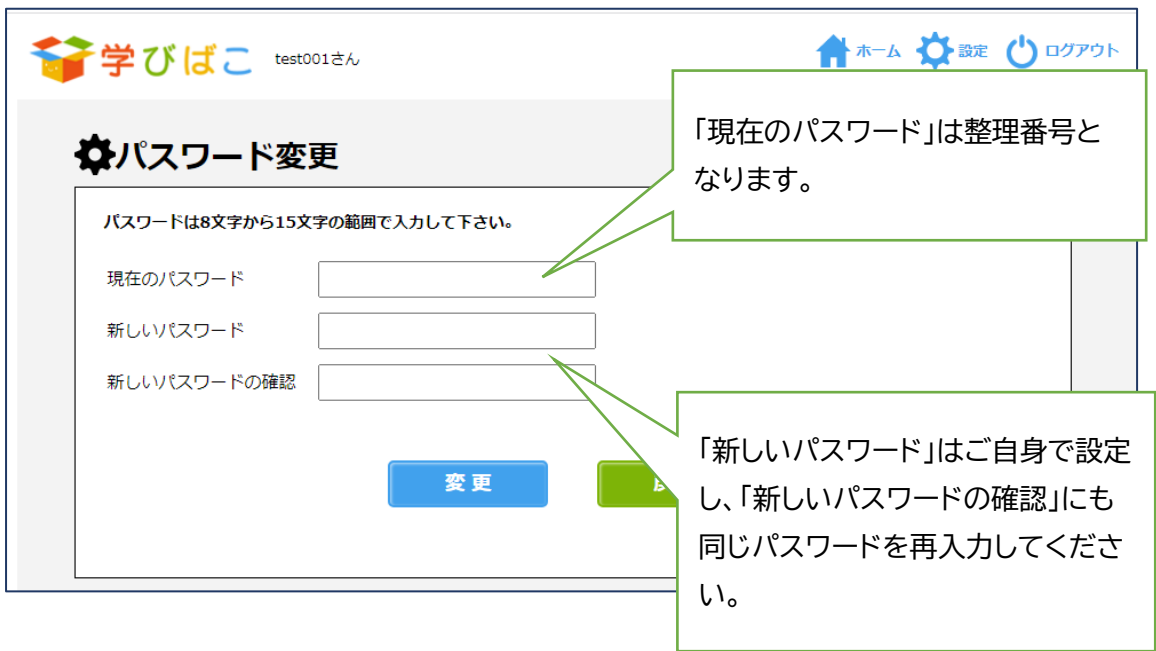 学びばこ test001さん
ホーム 設定 ログアウト
「現在のパスワード」は整理番号と
なります。
パスワード変更
パスワードは8文字から15文字の範囲で入力して下さい。
現在のパスワード
新しいパスワード
新しいパスワードの確認
変更
「新しいパスワード」はご自身で設定
し、「新しいパスワードの確認」にも
同じパスワードを再入力してくださ
い。